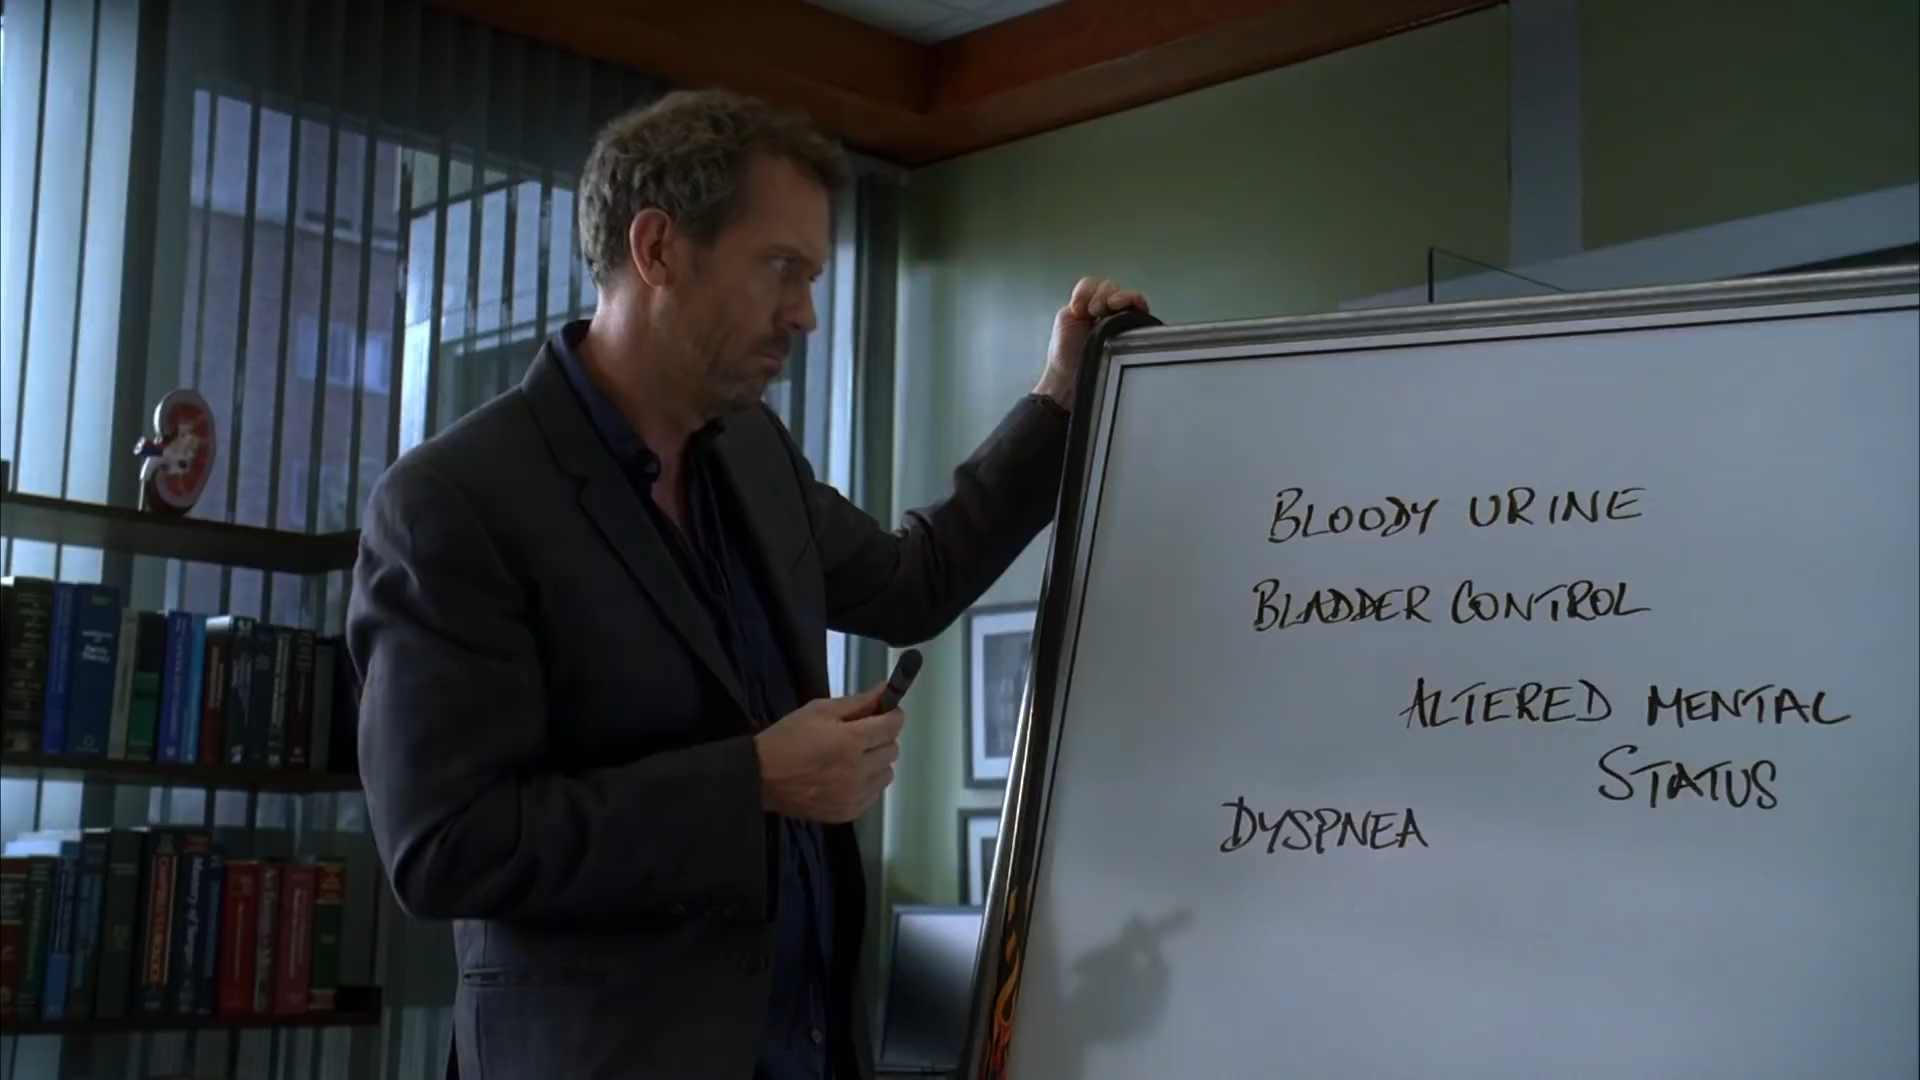 BLOODY URINE
BLADDER CONTROL
ALTERED MENTAL
STATUS
DYSPNEA